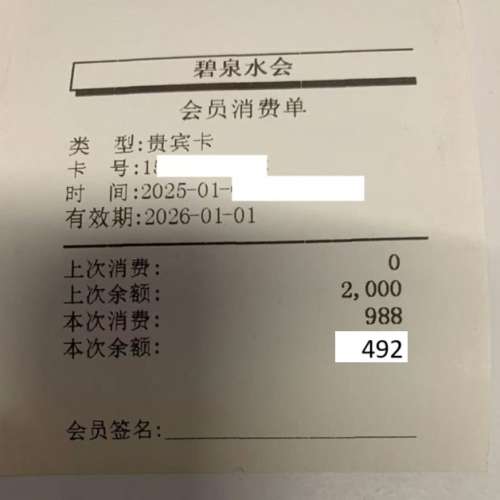 碧泉水会
会员消费单
类 型:贵宾卡
卡 号:1
时 间:2025-01-
有效期:2026-01-01
上次消费: 0
上次余额: 2,000
本次消费: 988
本次余额: 492
会员签名: